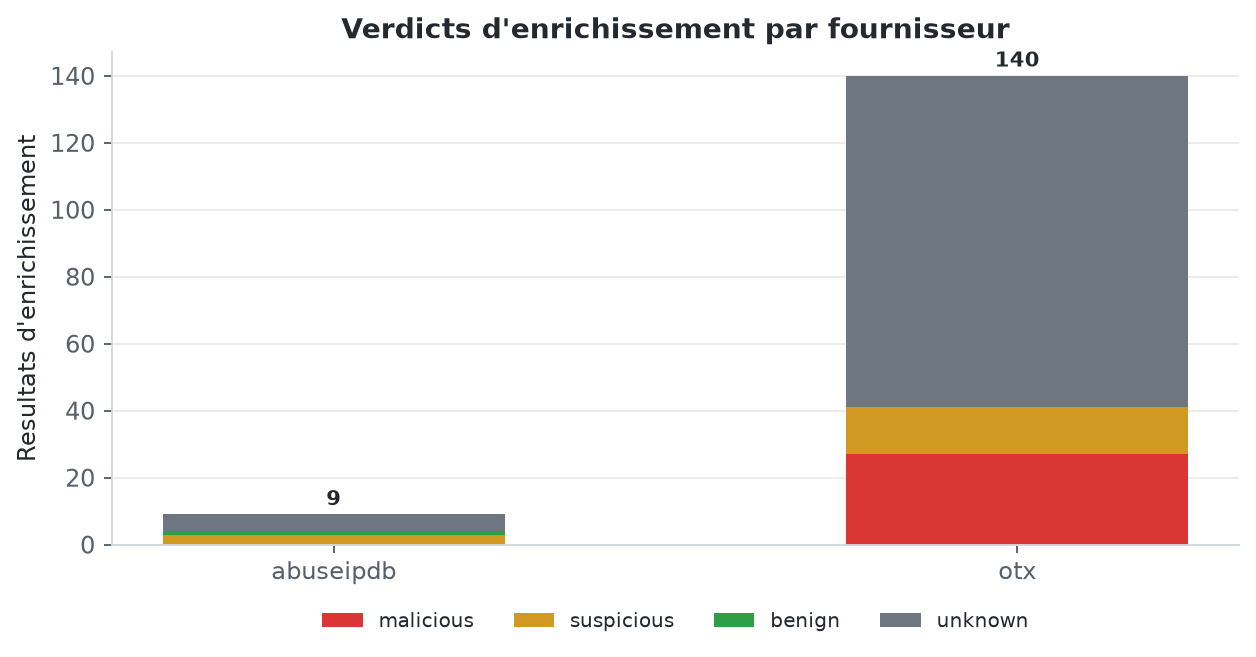 Verdicts d'enrichissement par fournisseur
Resultats d'enrichissement
140
120
100
80
60
40
20
0
9
140
abuseipdb
otx
malicious
suspicious
benign
unknown